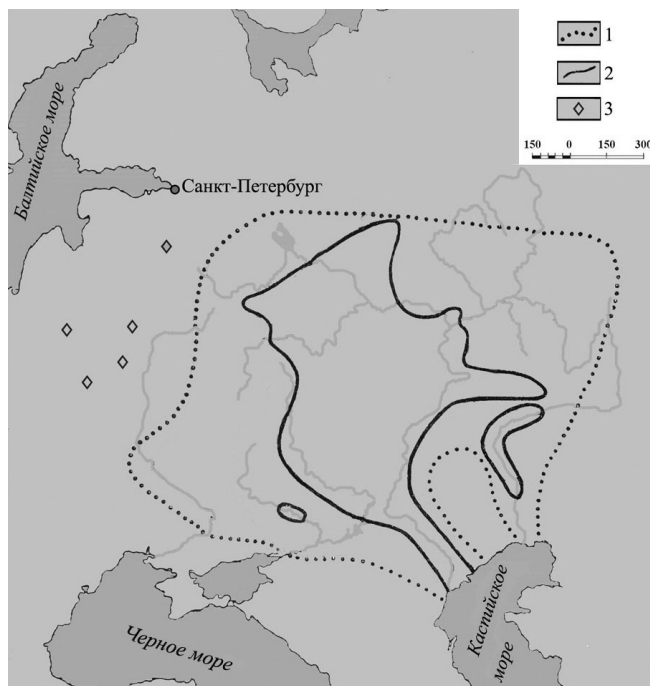 1
2
3
150 0 150 300
Балтийское море
Санкт-Петербург
Черное море
Каспийское
море